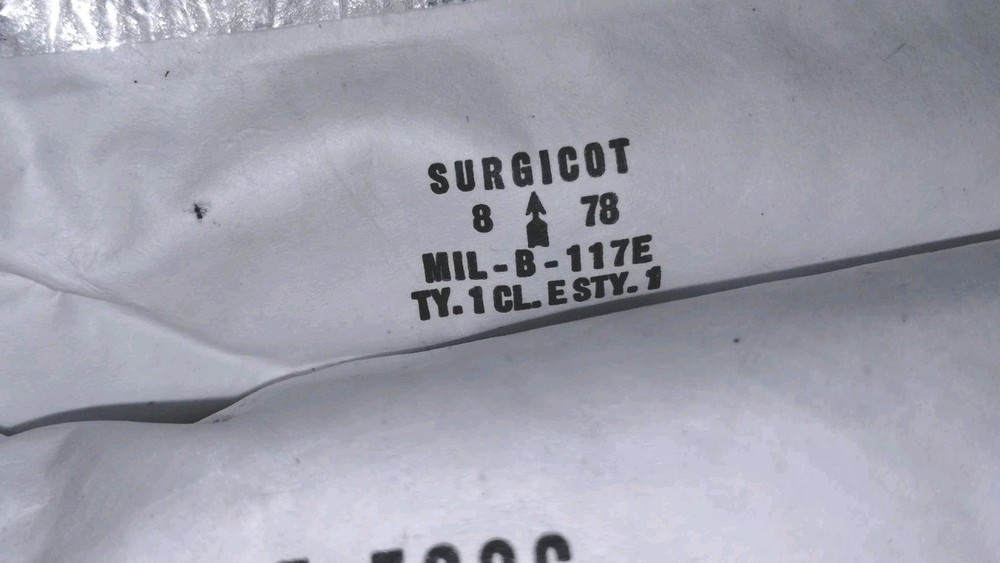 SURGICOT
8 78
MIL-B-117E
TY. 1 CL. E STY. 1